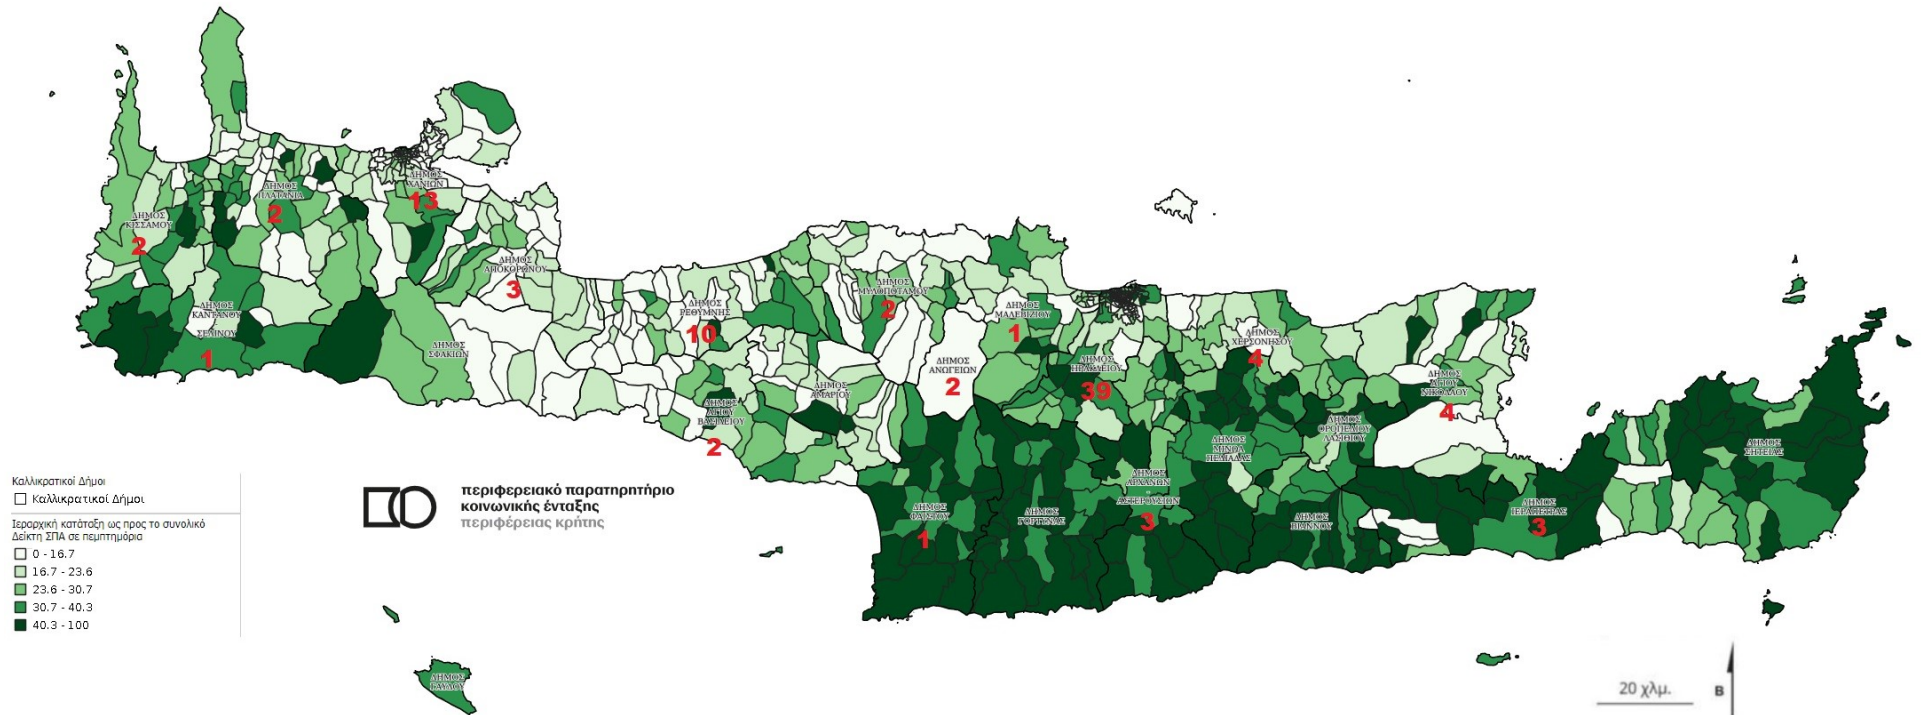 ΔΗΜΟΣ
ΧΑΝΙΩΝ
13
ΔΗΜΟΣ
ΠΛΑΤΑΝΙΑ
2
ΔΗΜΟΣ
ΚΙΣΣΑΜΟΥ
2
ΔΗΜΟΣ
ΑΠΟΚΟΡΩΝΟΥ
3
ΔΗΜΟΣ
ΚΑΝΤΑΝΟΥ
ΣΕΛΙΝΟΥ
1
ΔΗΜΟΣ
ΣΦΑΚΙΩΝ
ΔΗΜΟΣ
ΡΕΘΥΜΝΗΣ
10
ΔΗΜΟΣ
ΜΥΛΟΠΟΤΑΜΟΥ
2
ΔΗΜΟΣ
ΜΑΛΕΒΙΖΙΟΥ
1
ΔΗΜΟΣ
ΑΝΩΓΕΙΩΝ
2
ΔΗΜΟΣ
ΑΜΑΡΙΟΥ
ΔΗΜΟΣ
ΑΓΙΟΥ
ΒΑΣΙΛΕΙΟΥ
2
ΔΗΜΟΣ
ΗΡΑΚΛΕΙΟΥ
39
ΔΗΜΟΣ
ΧΕΡΣΟΝΗΣΟΥ
4
ΔΗΜΟΣ
ΑΓΙΟΥ
ΝΙΚΟΛΑΟΥ
4
ΔΗΜΟΣ
ΟΡΟΠΕΔΙΟΥ
ΛΑΣΙΘΙΟΥ
ΔΗΜΟΣ
ΜΙΝΩΑ
ΠΕΔΙΑΔΑΣ
ΔΗΜΟΣ
ΣΗΤΕΙΑΣ
ΔΗΜΟΣ
ΑΡΧΑΝΩΝ
ΑΣΤΕΡΟΥΣΙΩΝ
3
ΔΗΜΟΣ
ΦΑΙΣΤΟΥ
1
ΔΗΜΟΣ
ΓΟΡΤΥΝΑΣ
ΔΗΜΟΣ
ΒΙΑΝΝΟΥ
ΔΗΜΟΣ
ΙΕΡΑΠΕΤΡΑΣ
3
ΔΗΜΟΣ
ΓΑΥΔΟΥ
Καλλικρατικοί Δήμοι
Καλλικρατικοί Δήμοι
Ιεραρχική κατάταξη ως προς το συνολικό
Δείκτη ΣΠΑ σε πεμπτημόρια
0 - 16.7
16.7 - 23.6
23.6 - 30.7
30.7 - 40.3
40.3 - 100
περιφερειακό παρατηρητήριο
κοινωνικής ένταξης
περιφέρειας κρήτης
20 χλμ.
Β